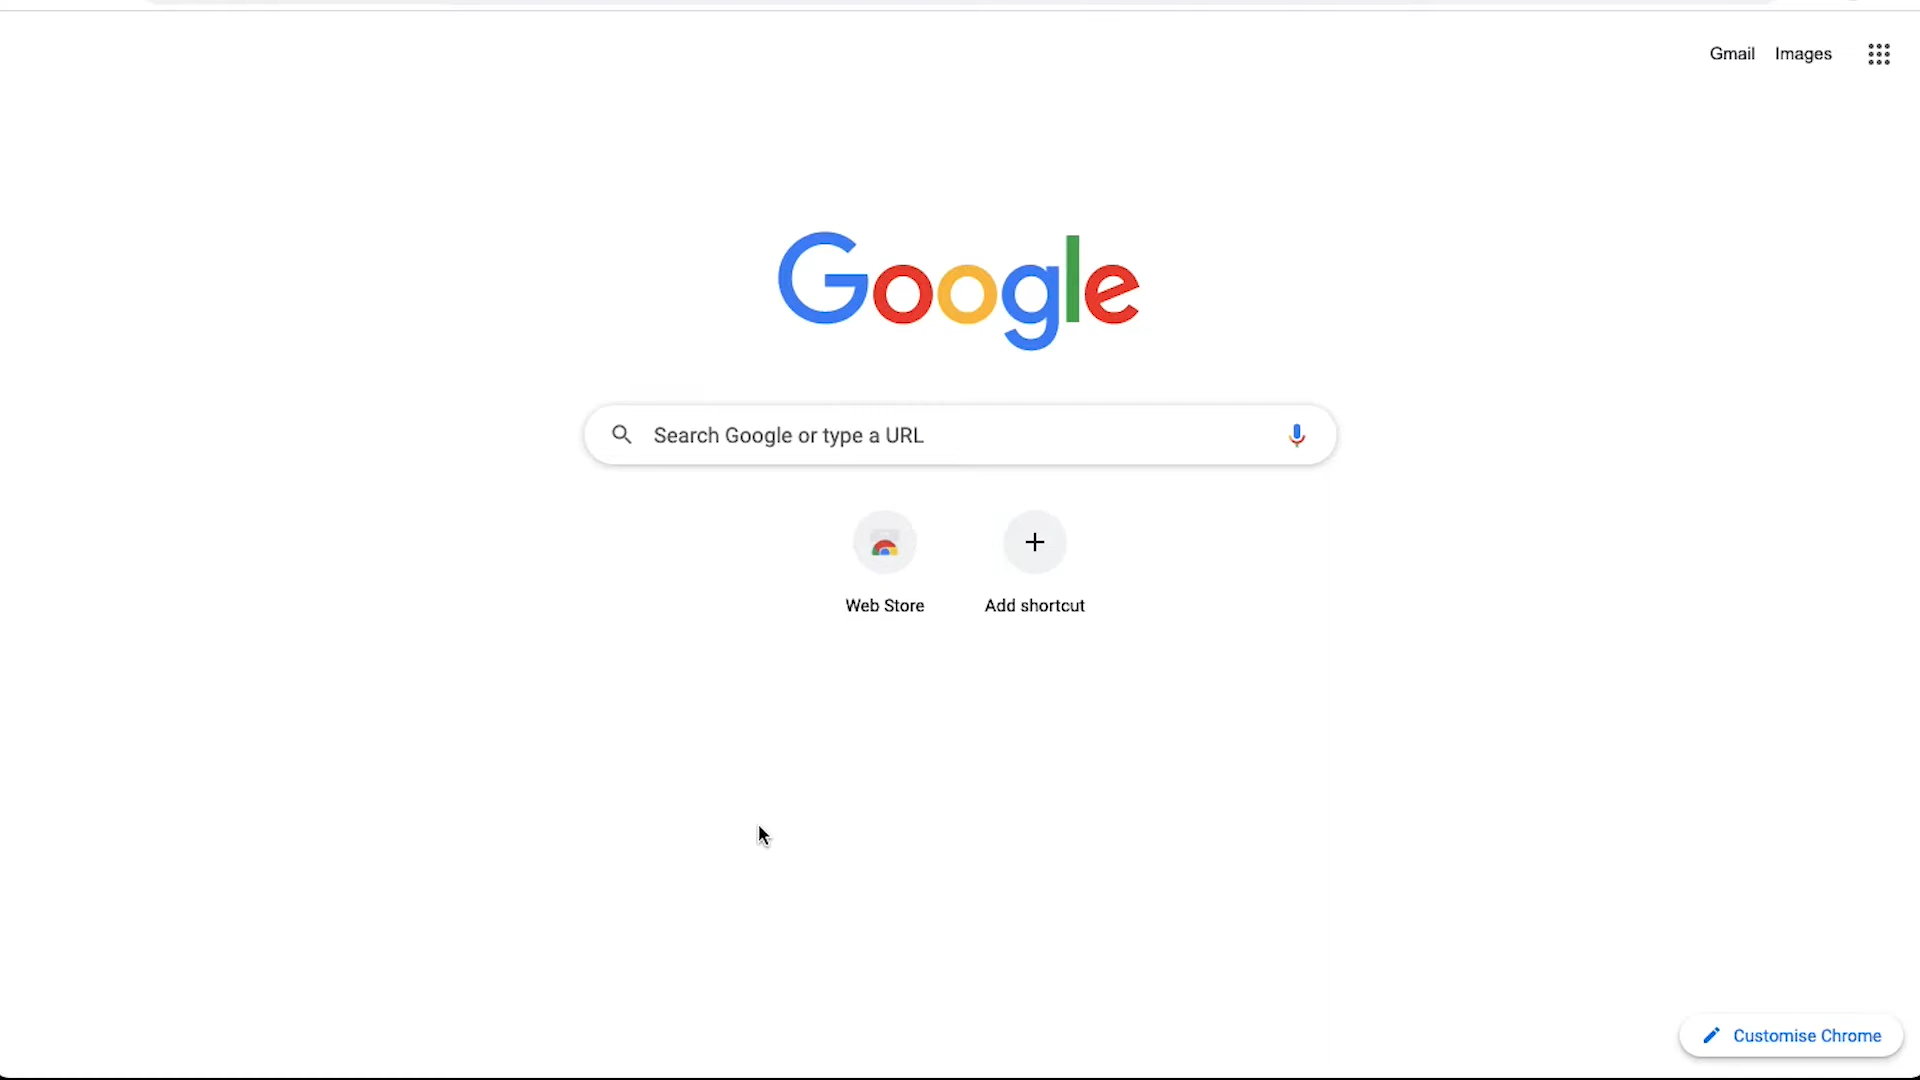 Gmail Images
Google
Search Google or type a URL
Web Store Add shortcut
Customise Chrome